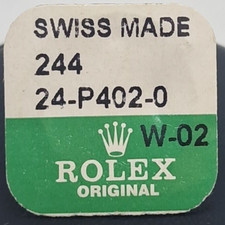 SWISS MADE
244
24-P402-0
W-02
ROLEX
ORIGINAL